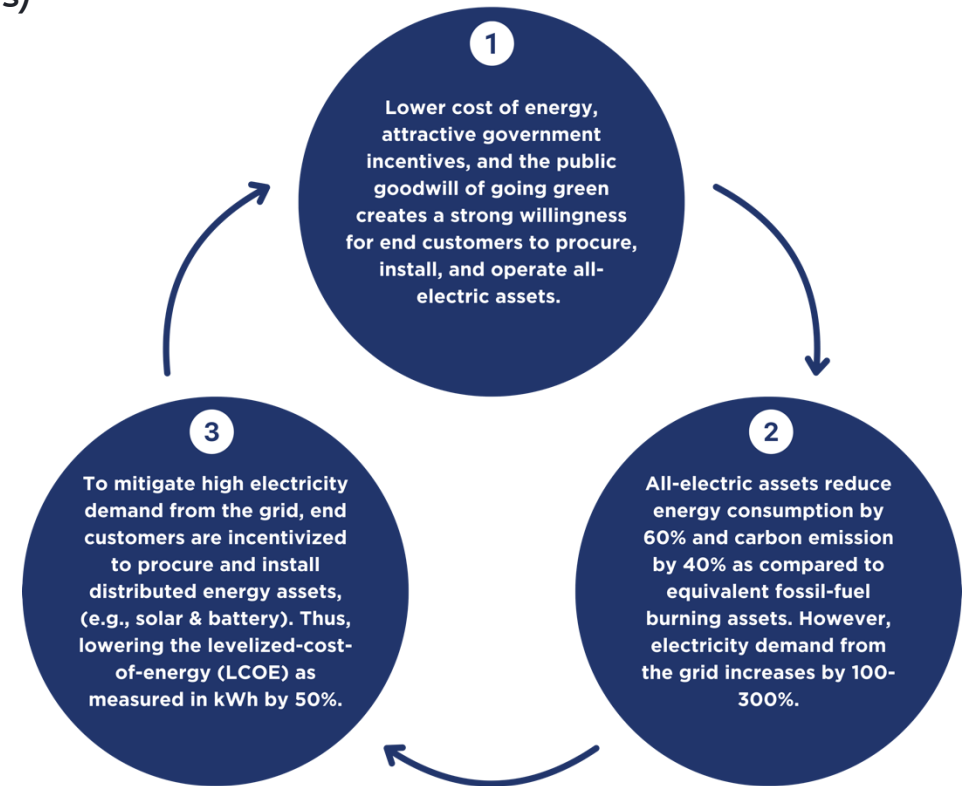 s)
1
Lower cost of energy,
attractive government
incentives, and the public
goodwill of going green
creates a strong willingness
for end customers to procure,
install, and operate all-
electric assets.
2
All-electric assets reduce
energy consumption by
60% and carbon emission
by 40% as compared to
equivalent fossil-fuel
burning assets. However,
electricity demand from
the grid increases by 100-
300%.
3
To mitigate high electricity
demand from the grid, end
customers are incentivized
to procure and install
distributed energy assets,
(e.g., solar & battery). Thus,
lowering the levelized-cost-
of-energy (LCOE) as
measured in kWh by 50%.